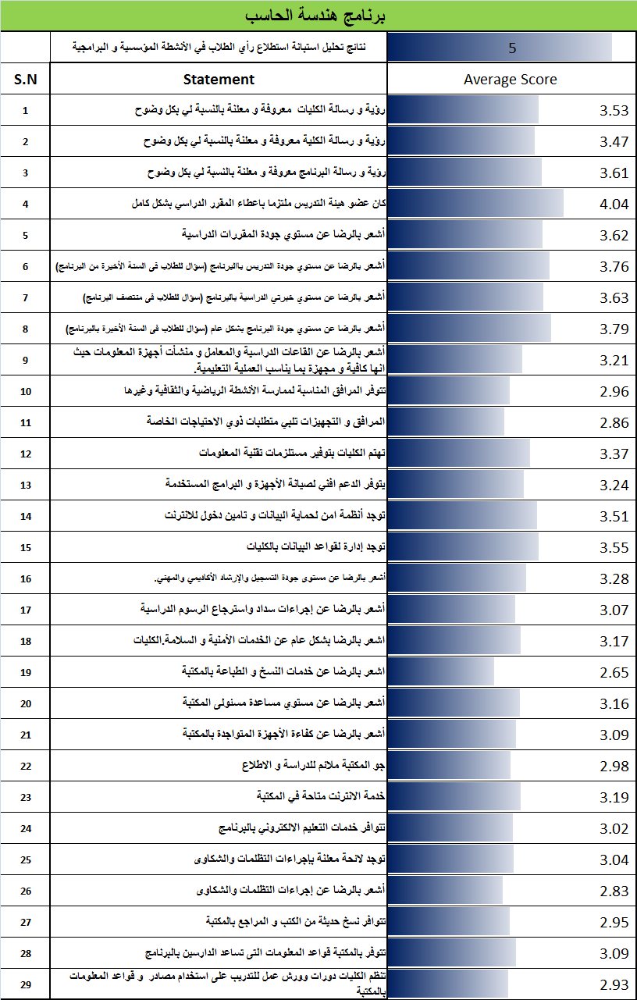 برنامج هندسة الحاسب
نتائج تحليل استبانة استطلاع رأي الطلاب في الأنشطة المؤسسية و البرامجية 5
S.N Statement Average Score
1 رؤية و رسالة الكليات معروفة و معلنة بالنسبة لي بكل وضوح 3.53
2 رؤية و رسالة الكلية معروفة و معلنة بالنسبة لي بكل وضوح 3.47
3 رؤية و رسالة البرنامج معروفة و معلنة بالنسبة لي بكل وضوح 3.61
4 كان عضو هيئة التدريس ملتزما باعطاء المقرر الدراسي بشكل كامل 4.04
5 أشعر بالرضا عن مستوي جودة المقررات الدراسية 3.62
6 أشعر بالرضا عن مستوي جودة التدريس باالبرنامج (سؤال للطلاب فى السنة الأخيرة من البرنامج) 3.76
7 أشعر بالرضا عن مستوي خبرتي الدراسية بالبرنامج (سؤال للطلاب فى منتصف البرنامج) 3.63
8 أشعر بالرضا عن مستوي جودة البرنامج بشكل عام (سؤال للطلاب فى السنة الأخيرة بالبرنامج) 3.79
9 أشعر بالرضا عن القاعات الدراسية والمعامل و منشأت أجهزة المعلومات حيث 3.21
انها كافية و مجهزة بما يناسب العملية التعليمية.
10 تتوفر المرافق المناسبة لممارسة الأنشطة الرياضية والثقافية وغيرها 2.96
11 المرافق و التجهيزات تلبي متطلبات ذوي الاحتياجات الخاصة 2.86
12 تهتم الكليات بتوفير مستلزمات تقنية المعلومات 3.37
13 يتوفر الدعم افني لصيانة الأجهزة و البرامج المستخدمة 3.24
14 توجد أنظمة امن لحماية البيانات و تامين دخول للانترنت 3.51
15 توجد إدارة لقواعد البيانات بالكليات 3.55
16 أشعر بالرضا عن مستوى جودة التسجيل والإرشاد الأكاديمي والمهني. 3.28
17 أشعر بالرضا عن إجراءات سداد واسترجاع الرسوم الدراسية 3.07
18 اشعر بالرضا بشكل عام عن الخدمات الأمنية و السلامة.الكليات 3.17
19 اشعر بالرضا عن خدمات النسخ و الطباعة بالمكتبة 2.65
20 أشعر بالرضا عن مستوي مساعدة مسئولى المكتبة 3.16
21 أشعر بالرضا عن كفاءة الأجهزة المتواجدة بالمكتبة 3.09
22 جو المكتبة ملائم للدراسة و الاطلاع 2.98
23 خدمة الانترنت متاحة في المكتبة 3.19
24 تتوافر خدمات التعليم الالكتروني بالبرنامج 3.02
25 توجد لائحة معلنة بإجراءات التظلمات والشكاوى 3.04
26 أشعر بالرضا عن إجراءات التظلمات والشكاوى 2.83
27 تتوافر نسخ حديثة من الكتب و المراجع بالمكتبة 2.95
28 تتوفر بالمكتبة قواعد المعلومات التى تساعد الدارسين بالبرنامج 3.09
29 تنظم الكليات دورات وورش عمل للتدريب على استخدام مصادر و قواعد المعلومات 2.93
بالمكتبة